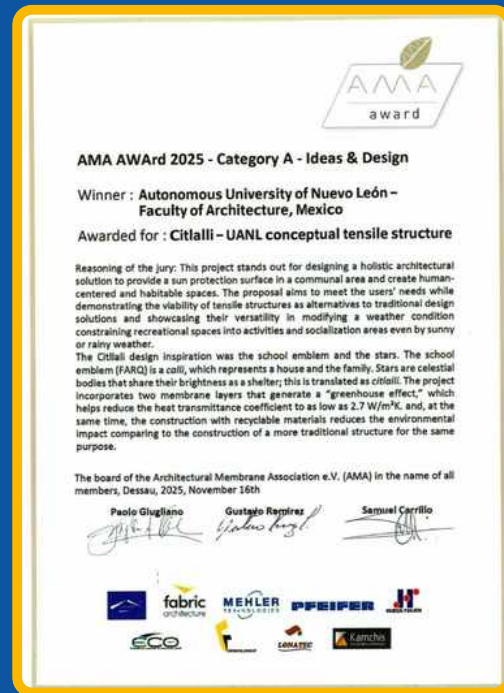 AMA
award
AMA AWArd 2025 - Category A - Ideas & Design
Winner : Autonomous University of Nuevo León –
Faculty of Architecture, Mexico
Awarded for : Citlalli – UANL conceptual tensile structure
Reasoning of the jury: This project stands out for designing a holistic architectural
solution to provide a sun protection surface in a communal area and create human-
centered and habitable spaces. The proposal aims to meet the users' needs while
demonstrating the viability of tensile structures as alternatives to traditional design
solutions and showcasing their versatility in modifying a weather condition
constraining recreational spaces into activities and socialization areas even by sunny
or rainy weather.
The Citllali design inspiration was the school emblem and the stars. The school
emblem (FARQ) is a calli, which represents a house and the family. Stars are celestial
bodies that share their brightness as a shelter; this is translated as citlalli. The project
incorporates two membrane layers that generate a "greenhouse effect," which
helps reduce the heat transmittance coefficient to as low as 2.7 W/m²K. and, at the
same time, the construction with recyclable materials reduces the environmental
impact comparing to the construction of a more traditional structure for the same
purpose.
The board of the Architectural Membrane Association e.V. (AMA) in the name of all
members, Dessau, 2025, November 16th
Paolo Giugliano Gustavo Ramirez Samuel Carrillo
fabric
architecture
MEHLER
TECHNOLOGIES
PFEIFER
ECO
LONATEC
Kamchis